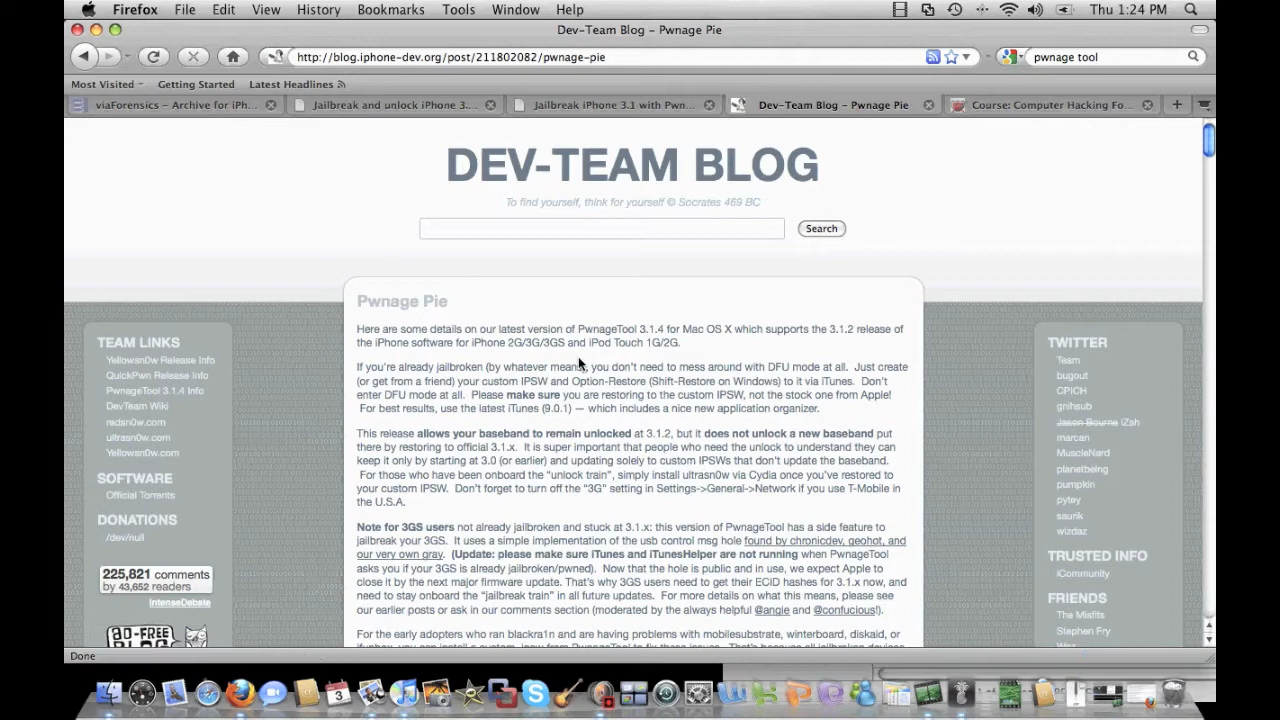 Firefox File Edit View History Bookmarks Tools Window Help Thu 1:24 PM
Dev-Team Blog - Pwnage Pie
http://blog.iphone-dev.org/post/211802082/pwnage-pie
pwnage tool
Most Visited Getting Started Latest Headlines
viaForensics - Archive for iPh...
Jailbreak and unlock iPhone 3....
Jailbreak iPhone 3.1 with Pwn...
Dev-Team Blog - Pwnage Pie
Course: Computer Hacking Fo...
DEV-TEAM BLOG
To find yourself, think for yourself © Socrates 469 BC
Search
TEAM LINKS
Yellowsn0w Release Info
QuickPwn Release Info
PwnageTool 3.1.4 Info
DevTeam Wiki
redsn0w.com
ultrasn0w.com
Yellowsn0w.com
SOFTWARE
Official Torrents
DONATIONS
/dev/null
225,821 comments
by 43,652 readers
IntenseDebate
Pwnage Pie
Here are some details on our latest version of PwnageTool 3.1.4 for Mac OS X which supports the 3.1.2 release of
the iPhone software for iPhone 2G/3G/3GS and iPod Touch 1G/2G.
If you're already jailbroken (by whatever means), you don't need to mess around with DFU mode at all. Just create
(or get from a friend) your custom IPSW and Option-Restore (Shift-Restore on Windows) to it via iTunes. Don't
enter DFU mode at all. Please make sure you are restoring to the custom IPSW, not the stock one from Apple!
For best results, use the latest iTunes (9.0.1) — which includes a nice new application organizer.
This release allows your baseband to remain unlocked at 3.1.2, but it does not unlock a new baseband put
there by restoring to official 3.1.x. It is super important that people who need the unlock to understand they can
keep it only by starting at 3.0 (or earlier) and updating solely to custom IPSWs that don't update the baseband.
For those who have been onboard the "unlock train", simply install ultrasn0w via Cydia once you've restored to
your custom IPSW. Don't forget to turn off the "3G" setting in Settings->General->Network if you use T-Mobile in
the U.S.A.
Note for 3GS users not already jailbroken and stuck at 3.1.x: this version of PwnageTool has a side feature to
jailbreak your 3GS. It uses a simple implementation of the usb control msg hole found by chronicdev, geohot, and
our very own gray. (Update: please make sure iTunes and iTunesHelper are not running when PwnageTool
asks you if your 3GS is already jailbroken/pwned). Now that the hole is public and in use, we expect Apple to
close it by the next major firmware update. That's why 3GS users need to get their ECID hashes for 3.1.x now, and
need to stay onboard the "jailbreak train" in all future updates. For more details on what this means, please see
our earlier posts or ask in our comments section (moderated by the always helpful @angie and @confucious!).
For the early adopters who ran blackra1n and are having problems with mobilesubstrate, winterboard, diskaid, or
TWITTER
Team
bugout
CPICH
gnihsub
Jason Bourne iZsh
marcan
MuscleNerd
planetbeing
pumpkin
pytey
saurik
wizdaz
TRUSTED INFO
iCommunity
FRIENDS
The Misfits
Stephen Fry
Done